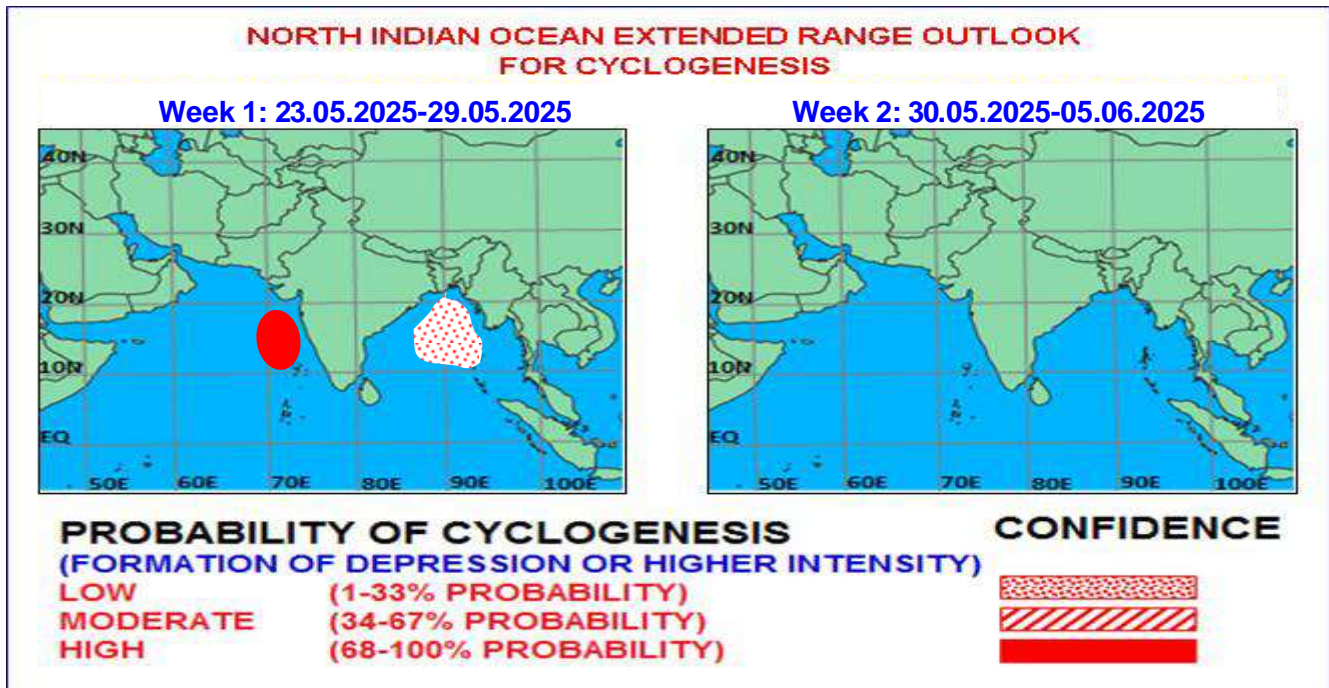 NORTH INDIAN OCEAN EXTENDED RANGE OUTLOOK
FOR CYCLOGENESIS
Week 1: 23.05.2025-29.05.2025
40N
30N
20N
10N
EQ
50E 60E 70E 80E 90E 100E
Week 2: 30.05.2025-05.06.2025
40N
30N
20N
10N
EQ
50E 60E 70E 80E 90E 100E
PROBABILITY OF CYCLOGENESIS CONFIDENCE
(FORMATION OF DEPRESSION OR HIGHER INTENSITY)
LOW (1-33% PROBABILITY)
MODERATE (34-67% PROBABILITY)
HIGH (68-100% PROBABILITY)